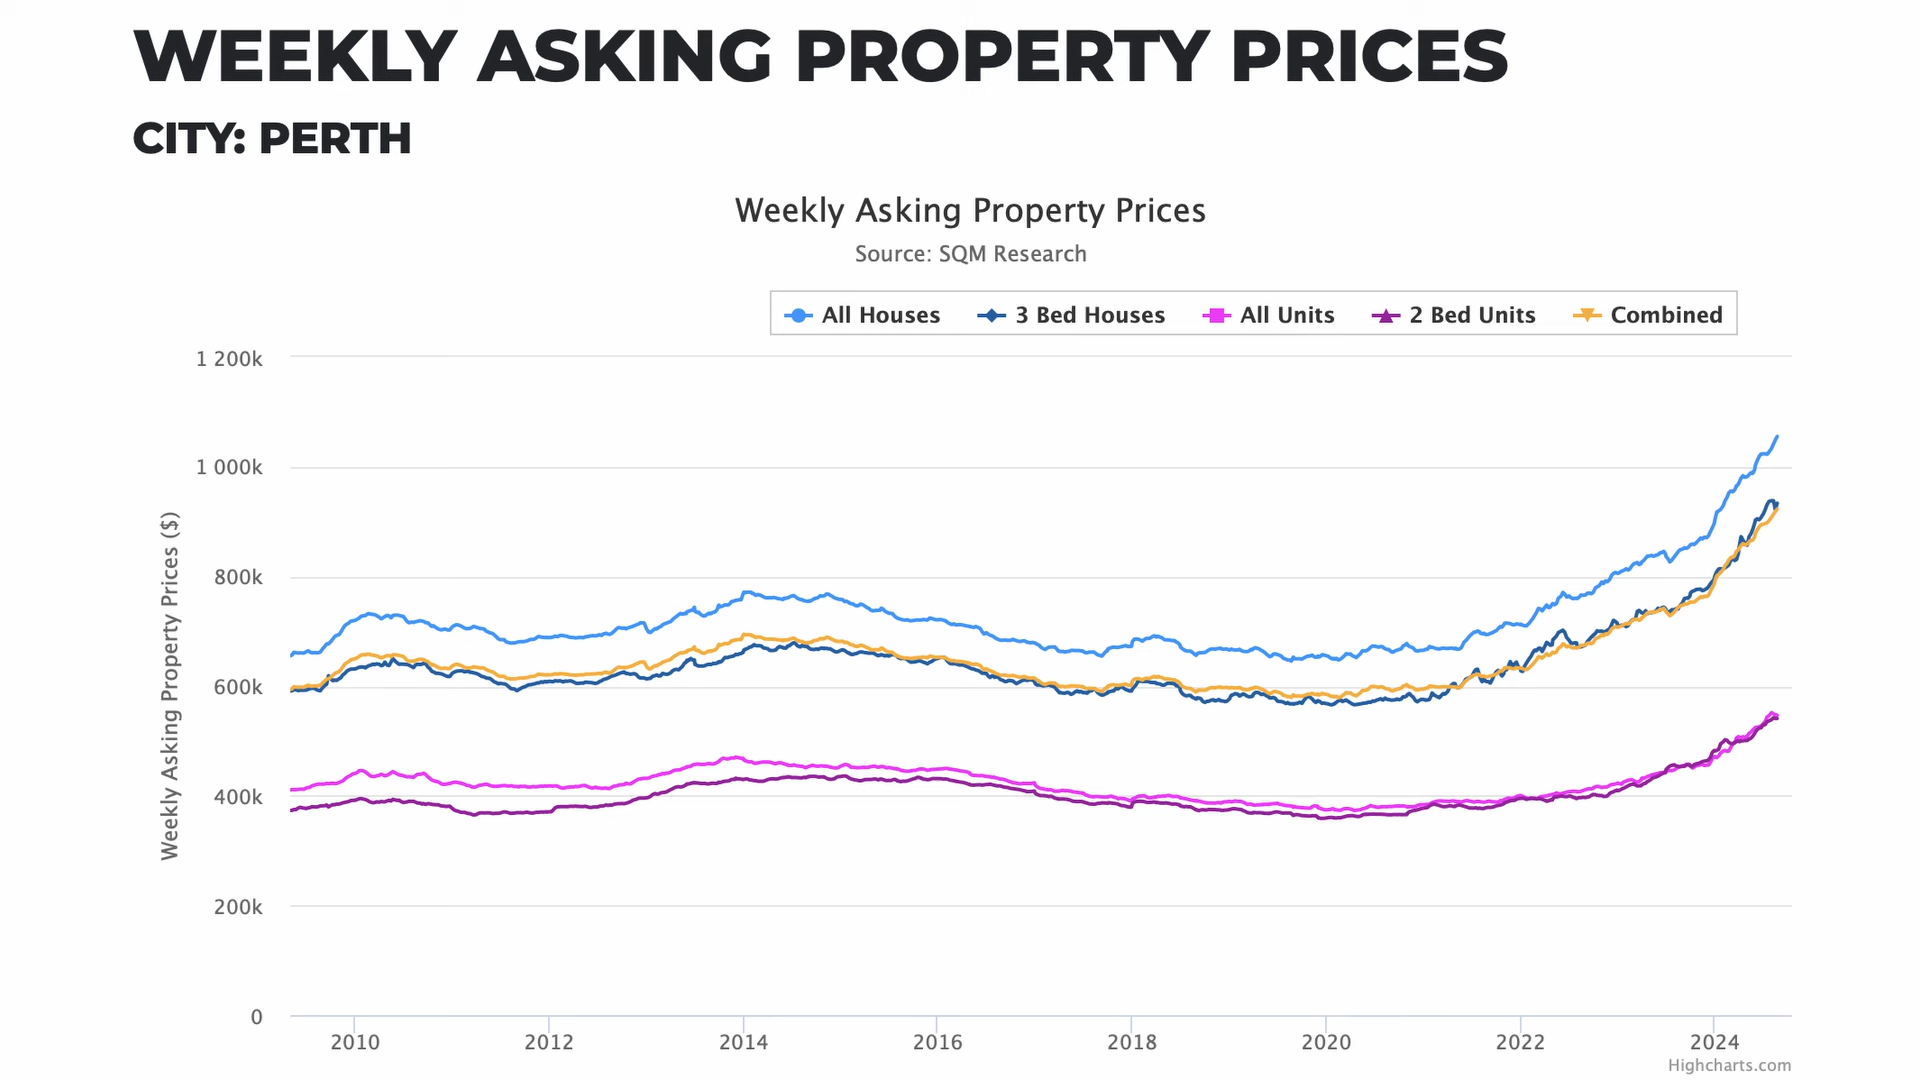 WEEKLY ASKING PROPERTY PRICES
CITY: PERTH
Weekly Asking Property Prices
Source: SQM Research
All Houses 3 Bed Houses All Units 2 Bed Units Combined
Weekly Asking Property Prices ($)
1 200k
1 000k
800k
600k
400k
200k
0
2010 2012 2014 2016 2018 2020 2022 2024
Highcharts.com